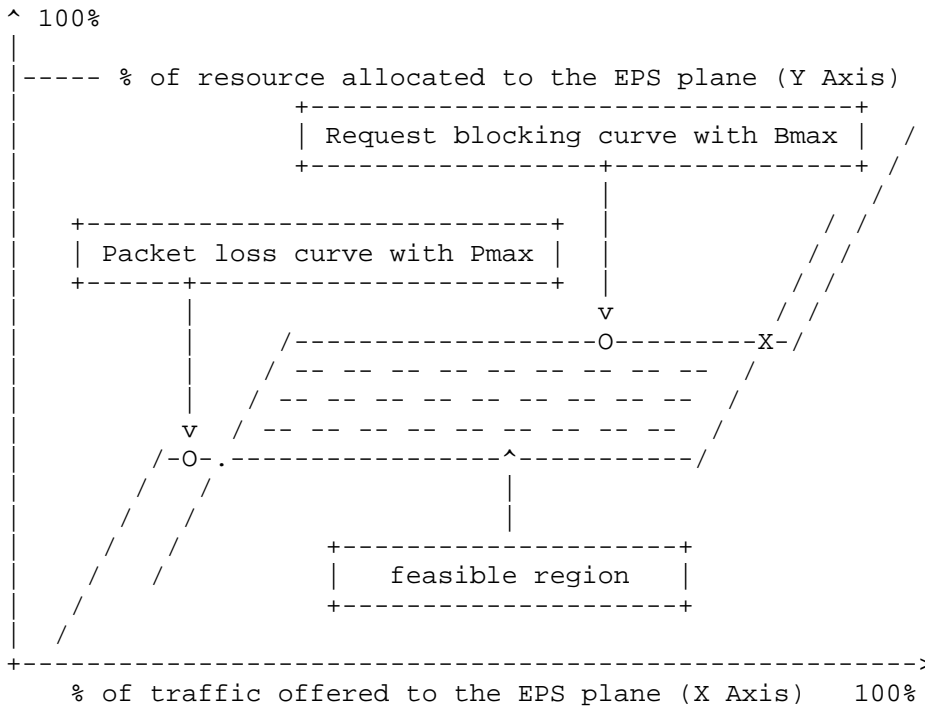 ^ 100%
----- % of resource allocated to the EPS plane (Y Axis)
Request blocking curve with Bmax
Packet loss curve with Pmax
v
O X
v
O . ^
feasible region
% of traffic offered to the EPS plane (X Axis) 100%